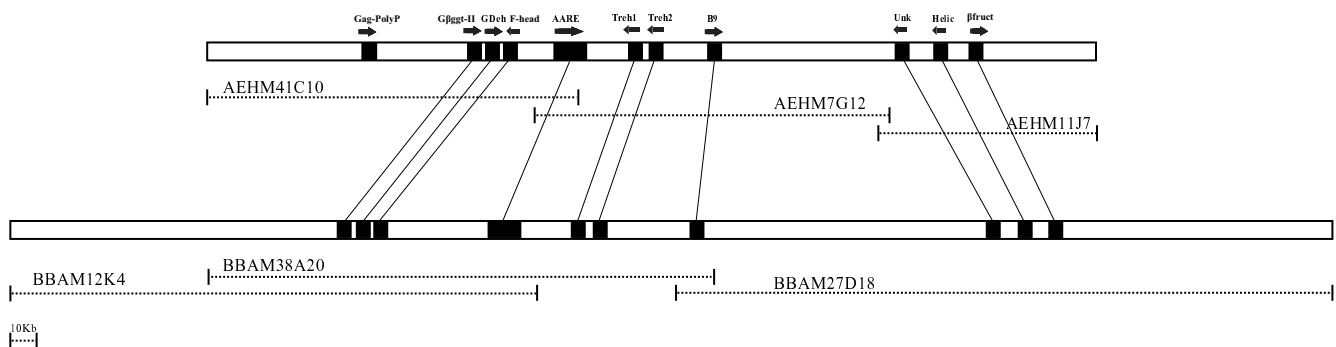 Gag-PolyP Gβggt-II GDeh F-head AARE Treh1 Treh2 B9 Unk Helic βfruct
AEHM41C10
AEHM7G12
AEHM11J7
BBAM38A20
BBAM12K4
BBAM27D18
10Kb